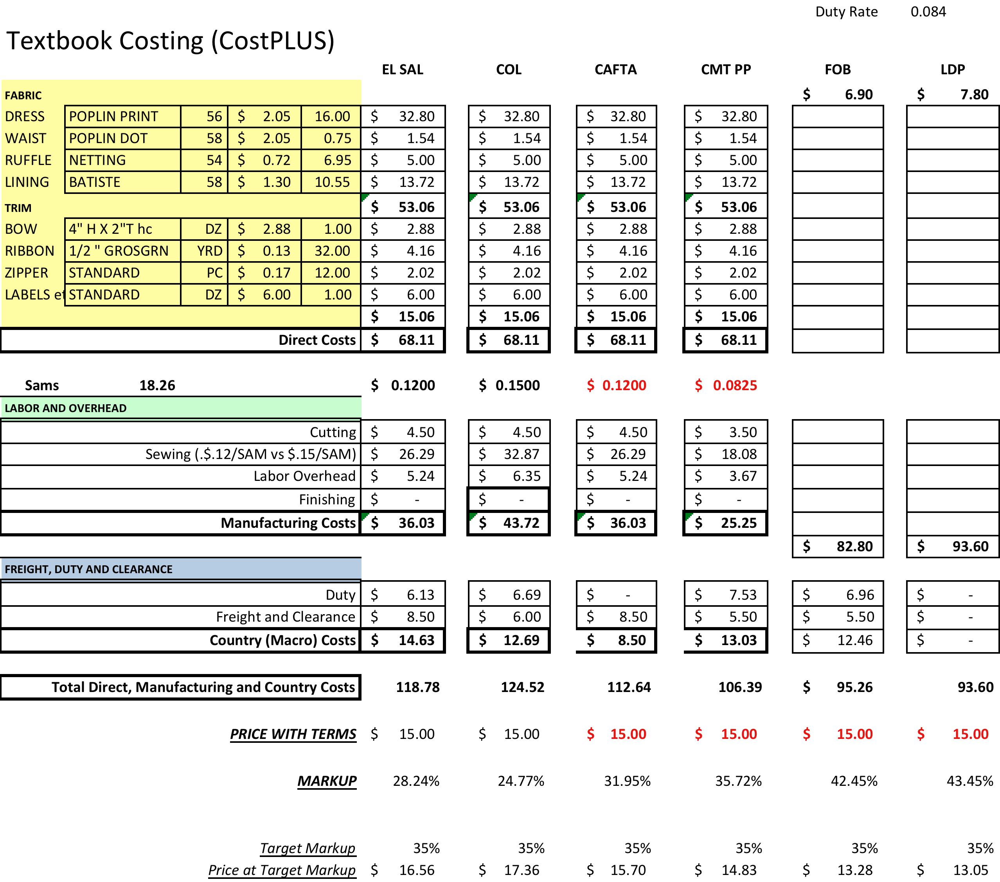 Duty Rate 0.084
Textbook Costing (CostPLUS)
EL SAL COL CAFTA CMT PP FOB LDP
FABRIC $ 6.90 $ 7.80
DRESS POPLIN PRINT 56 $ 2.05 16.00 $ 32.80 $ 32.80 $ 32.80 $ 32.80
WAIST POPLIN DOT 58 $ 2.05 0.75 $ 1.54 $ 1.54 $ 1.54 $ 1.54
RUFFLE NETTING 54 $ 0.72 6.95 $ 5.00 $ 5.00 $ 5.00 $ 5.00
LINING BATISTE 58 $ 1.30 10.55 $ 13.72 $ 13.72 $ 13.72 $ 13.72
TRIM $ 53.06 $ 53.06 $ 53.06 $ 53.06
BOW 4" H X 2"T hc DZ $ 2.88 1.00 $ 2.88 $ 2.88 $ 2.88 $ 2.88
RIBBON 1/2 " GROSGRN YRD $ 0.13 32.00 $ 4.16 $ 4.16 $ 4.16 $ 4.16
ZIPPER STANDARD PC $ 0.17 12.00 $ 2.02 $ 2.02 $ 2.02 $ 2.02
LABELS et STANDARD DZ $ 6.00 1.00 $ 6.00 $ 6.00 $ 6.00 $ 6.00
$ 15.06 $ 15.06 $ 15.06 $ 15.06
Direct Costs $ 68.11 $ 68.11 $ 68.11 $ 68.11
Sams 18.26 $ 0.1200 $ 0.1500 $ 0.1200 $ 0.0825
LABOR AND OVERHEAD
Cutting $ 4.50 $ 4.50 $ 4.50 $ 3.50
Sewing (.$.12/SAM vs $.15/SAM) $ 26.29 $ 32.87 $ 26.29 $ 18.08
Labor Overhead $ 5.24 $ 6.35 $ 5.24 $ 3.67
Finishing $ - $ - $ - $ -
Manufacturing Costs $ 36.03 $ 43.72 $ 36.03 $ 25.25
$ 82.80 $ 93.60
FREIGHT, DUTY AND CLEARANCE
Duty $ 6.13 $ 6.69 $ - $ 7.53 $ 6.96 $ -
Freight and Clearance $ 8.50 $ 6.00 $ 8.50 $ 5.50 $ 5.50 $ -
Country (Macro) Costs $ 14.63 $ 12.69 $ 8.50 $ 13.03 $ 12.46 $ -
Total Direct, Manufacturing and Country Costs 118.78 124.52 112.64 106.39 $ 95.26 93.60
PRICE WITH TERMS $ 15.00 $ 15.00 $ 15.00 $ 15.00 $ 15.00 $ 15.00
MARKUP 28.24% 24.77% 31.95% 35.72% 42.45% 43.45%
Target Markup 35% 35% 35% 35% 35% 35%
Price at Target Markup $ 16.56 $ 17.36 $ 15.70 $ 14.83 $ 13.28 $ 13.05